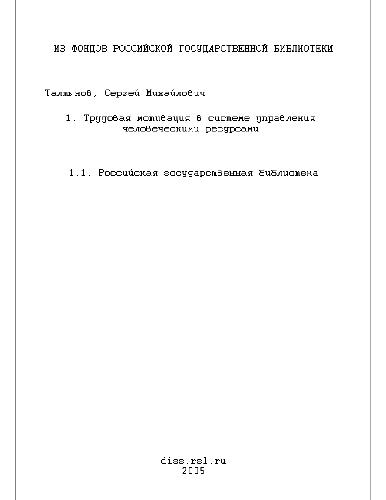 ИЗ ФОНДОВ РОССИЙСКОЙ ГОСУДАРСТВЕННОЙ БИБЛИОТЕКИ
Талтынов, Сергей Михайлович
1. Трудовая мотивация в системе управления
человеческими ресурсами
1.1. Российская государственная библиотека
diss.rsl.ru
2005